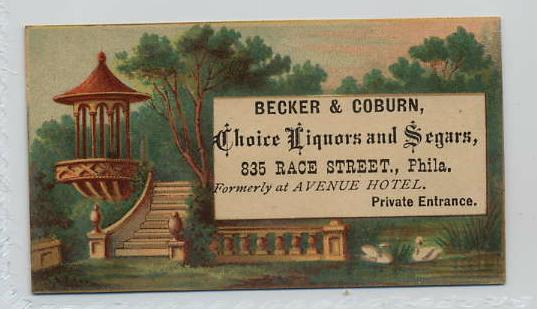 BECKER & COBURN,
Choice Liquors and Segars,
835 RACE STREET., Phila.
Formerly at AVENUE HOTEL.
Private Entrance.